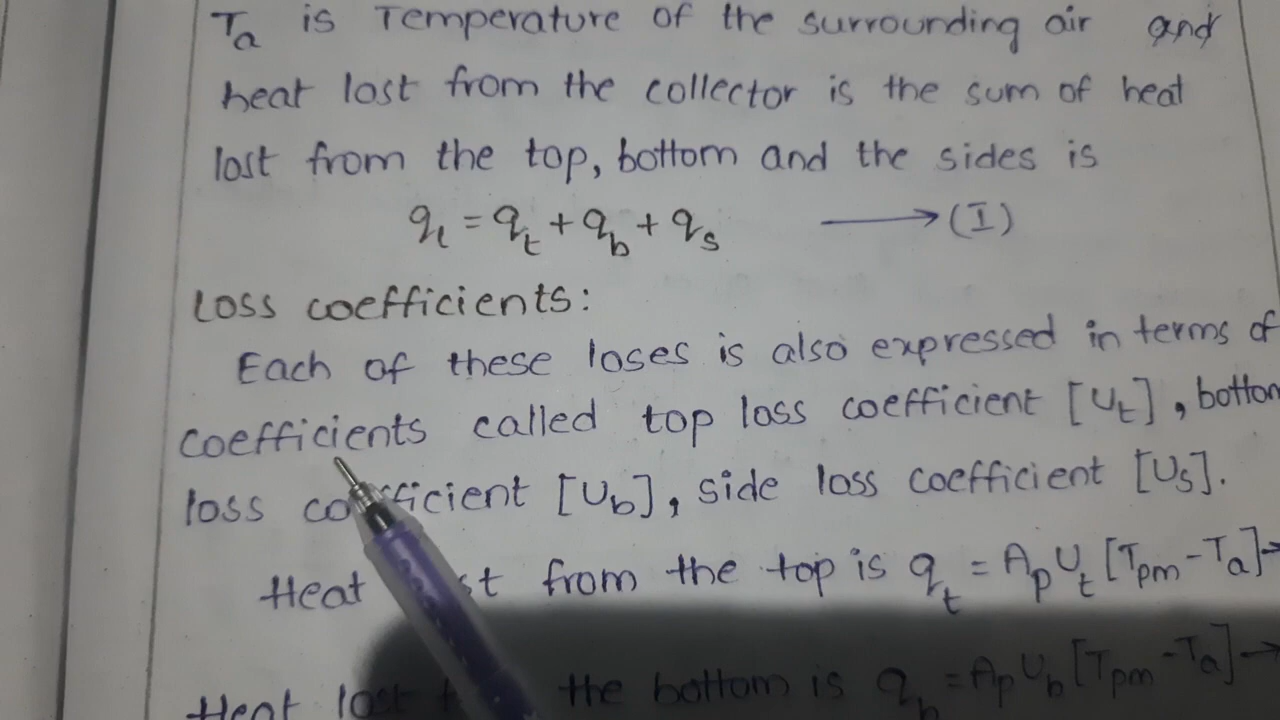 Ta is Temperature of the surrounding air and
heat lost from the collector is the sum of heat
lost from the top, bottom and the sides is
ql = qt + qb + qs → (I)
Loss coefficients:
Each of these loses is also expressed in terms of
coefficients called top loss coefficient [Ut], bottom
loss coefficient [Ub], side loss coefficient [Us].
Heat from the top is qt = Ap Ut [Tpm - Ta] →
Heat lost the bottom is qb = Ap Ub [Tpm - Ta] →